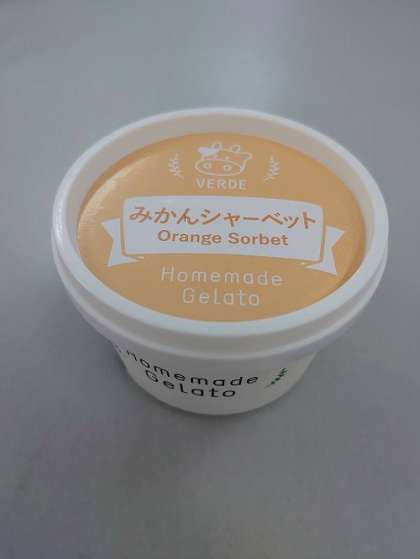 VERDE
みかんシャーベット
Orange Sorbet
Homemade
Gelato
Homemade
Gelato